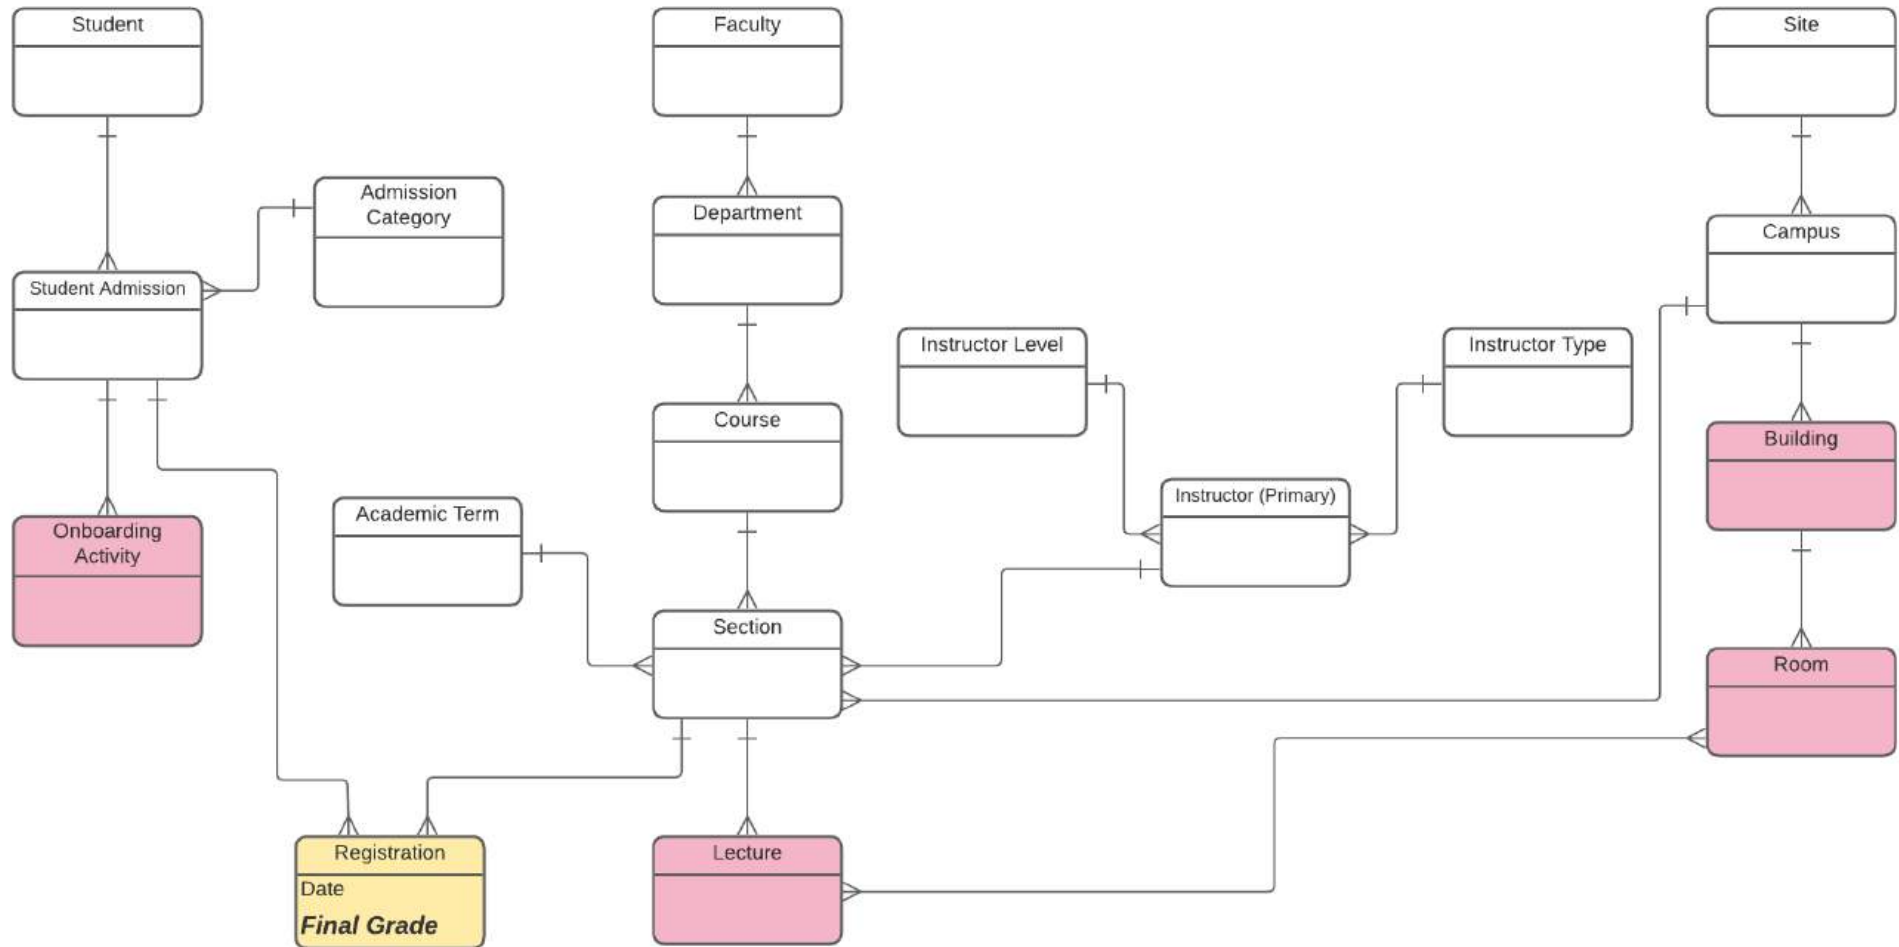 Student
Faculty
Site
Admission
Category
Department
Campus
Student Admission
Instructor Level
Instructor Type
Course
Building
Instructor (Primary)
Academic Term
Onboarding
Activity
Section
Room
Registration
Date
Final Grade
Lecture